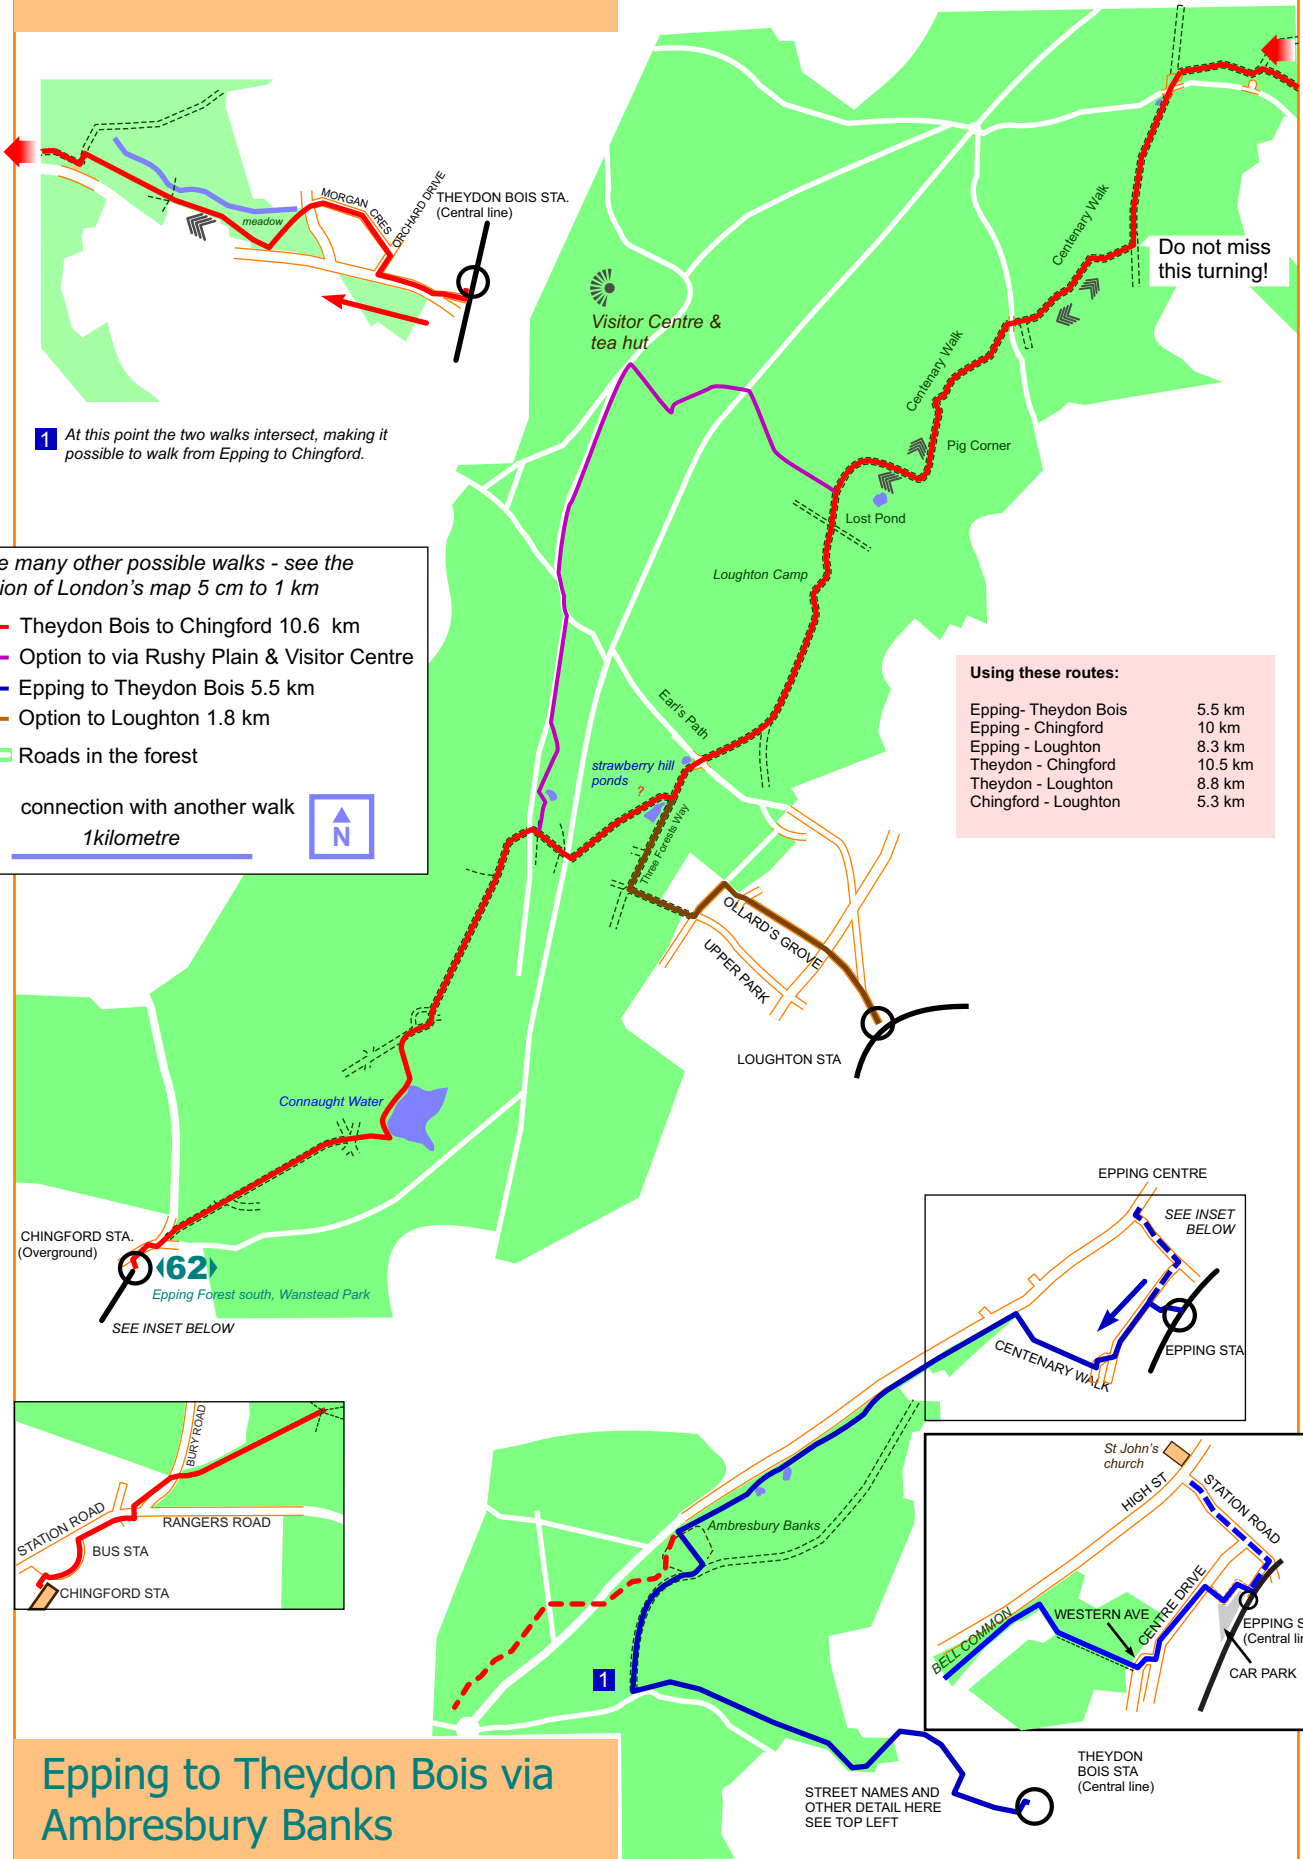 MORGAN CRES
ORCHARD DRIVE
THEYDON BOIS STA.
(Central line)
meadow
1
At this point the two walks intersect, making it
possible to walk from Epping to Chingford.
Visitor Centre &
tea hut
Centenary Walk
Do not miss
this turning!
Centenary Walk
Pig Corner
Lost Pond
Loughton Camp
Earl's Path
strawberry hill
ponds
?
Three Forests Way
many other possible walks - see the
of London's map 5 cm to 1 km
Theydon Bois to Chingford 10.6 km
Option to via Rushy Plain & Visitor Centre
Epping to Theydon Bois 5.5 km
Option to Loughton 1.8 km
Roads in the forest
connection with another walk
1kilometre
N
Using these routes:
Epping- Theydon Bois 5.5 km
Epping - Chingford 10 km
Epping - Loughton 8.3 km
Theydon - Chingford 10.5 km
Theydon - Loughton 8.8 km
Chingford - Loughton 5.3 km
OLLARD'S GROVE
UPPER PARK
LOUGHTON STA
Connaught Water
CHINGFORD STA.
(Overground)
62
Epping Forest south, Wanstead Park
SEE INSET BELOW
EPPING CENTRE
SEE INSET
BELOW
EPPING STA
CENTENARY WALK
BURY ROAD
STATION ROAD
RANGERS ROAD
BUS STA
CHINGFORD STA
Ambresbury Banks
St John's
church
HIGH ST
STATION ROAD
CENTRE DRIVE
WESTERN AVE
BELL COMMON
EPPING S
(Central lin
CAR PARK
1
THEYDON
BOIS STA
(Central line)
STREET NAMES AND
OTHER DETAIL HERE
SEE TOP LEFT
Epping to Theydon Bois via
Ambresbury Banks